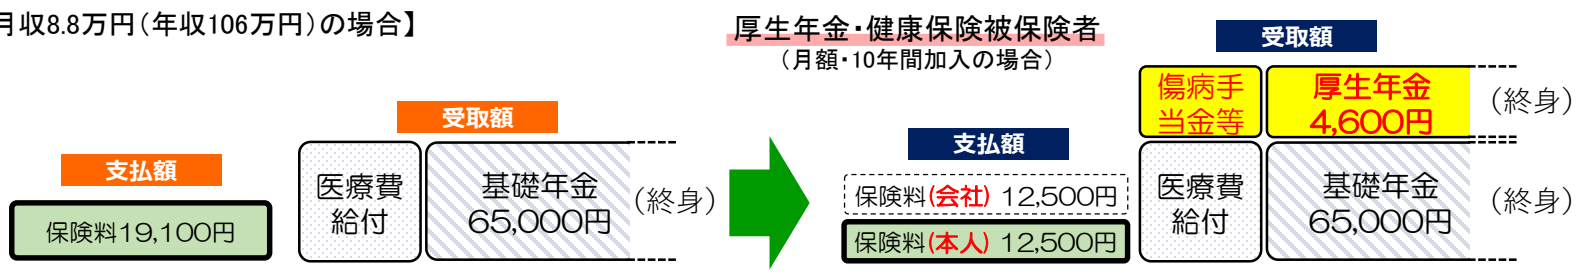 月収8.8万円(年収106万円)の場合】
支払額
保険料19,100円
受取額
医療費
給付
基礎年金
65,000円
(終身)
厚生年金・健康保険被保険者
(月額・10年間加入の場合)
支払額
保険料(会社) 12,500円
保険料(本人) 12,500円
受取額
傷病手
当金等
厚生年金
4,600円
(終身)
医療費
給付
基礎年金
65,000円
(終身)